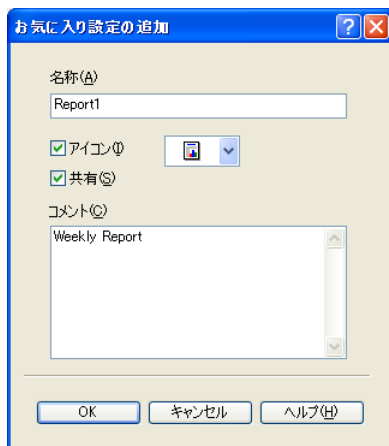 お気に入り設定の追加
名称(A)
Report1
アイコン(I)
共有(S)
コメント(C)
Weekly Report
OK
キャンセル
ヘルプ(H)